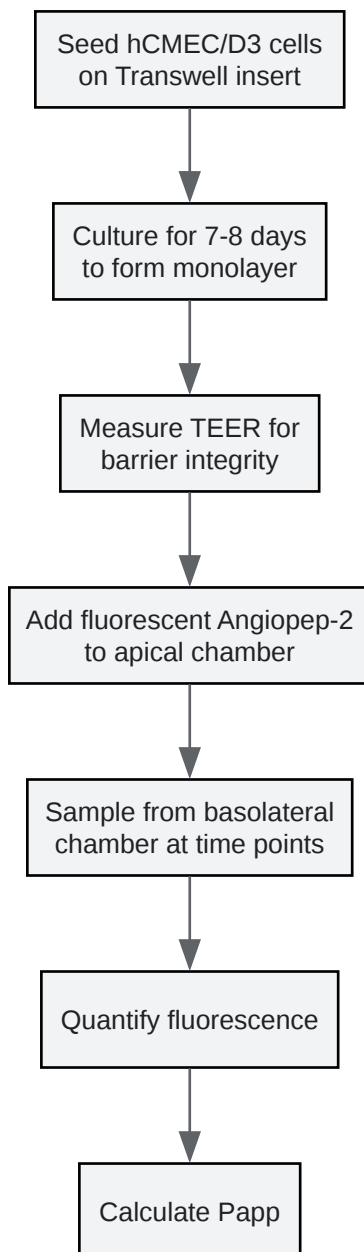 Seed hCMEC/D3 cells
on Transwell insert
Culture for 7-8 days
to form monolayer
Measure TEER for
barrier integrity
Add fluorescent Angiopep-2
to apical chamber
Sample from basolateral
chamber at time points
Quantify fluorescence
Calculate Papp